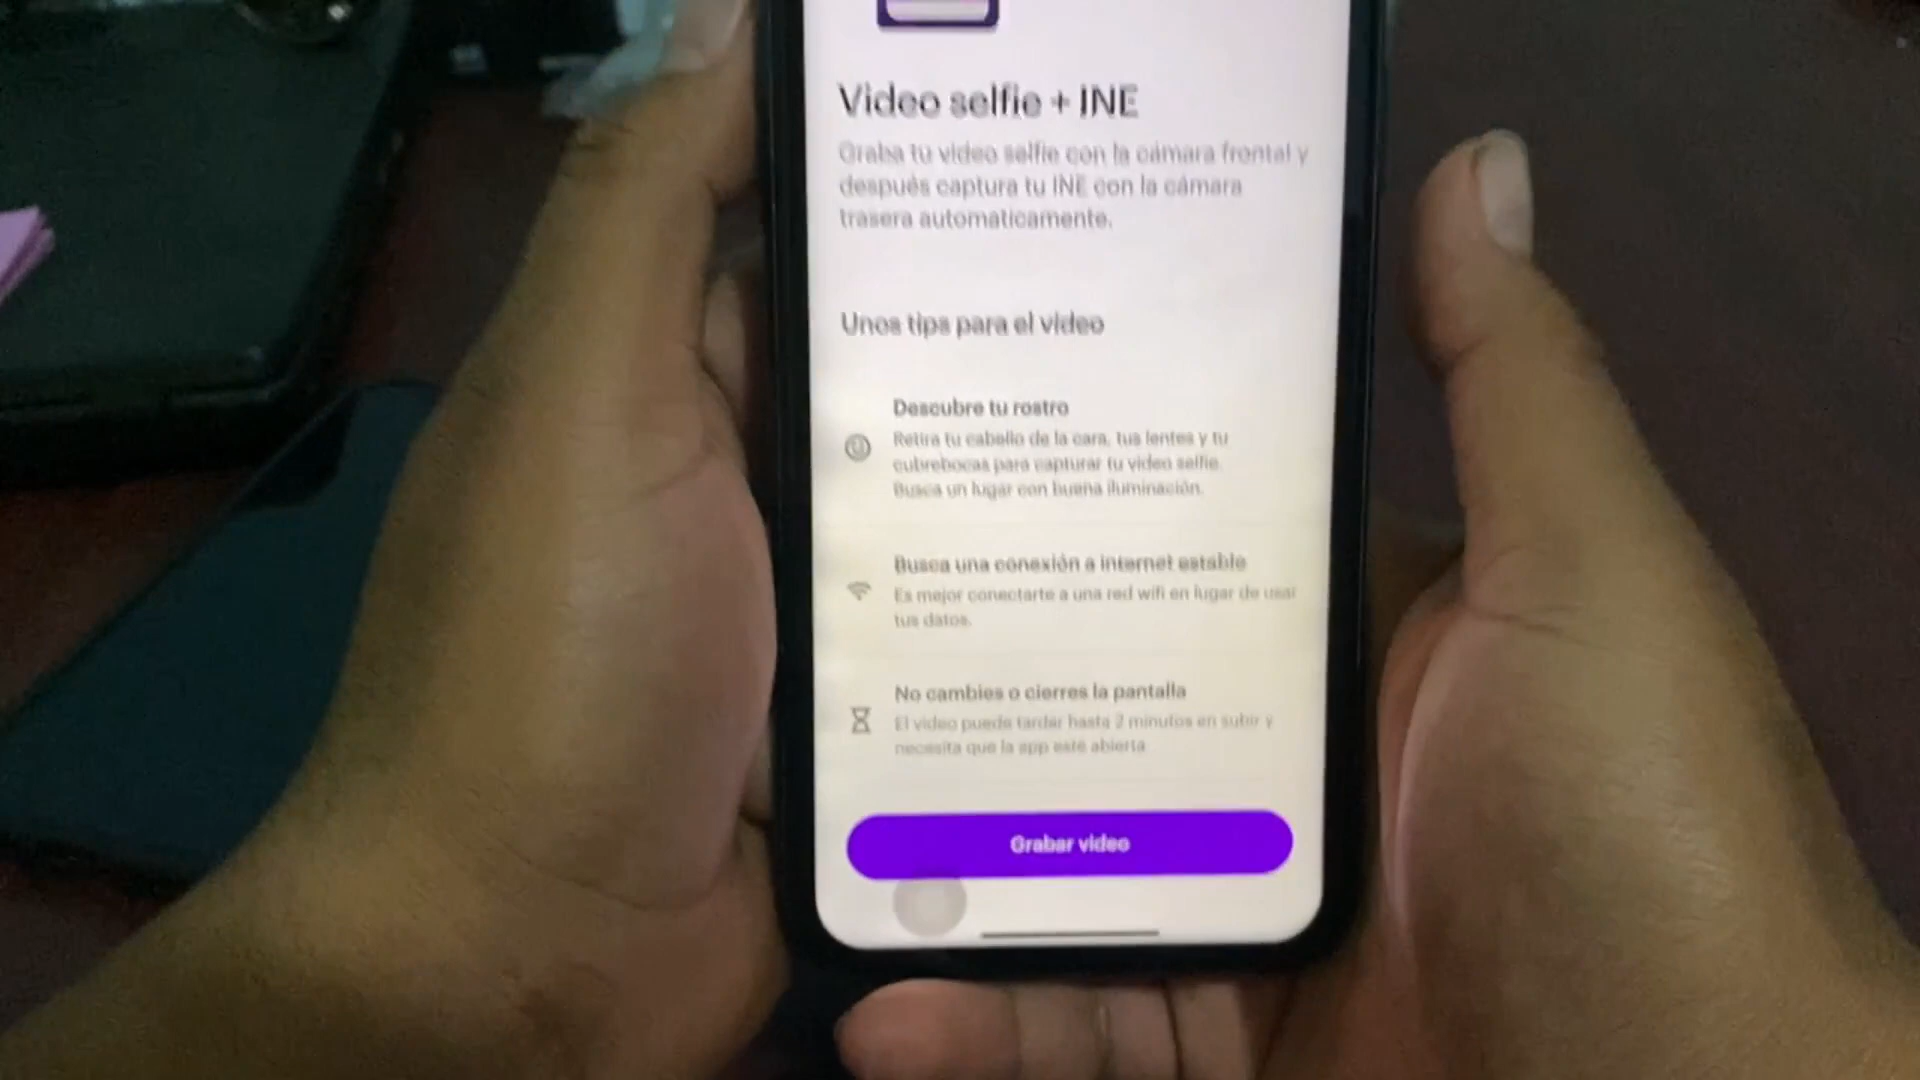 Video selfie + INE
Graba tu video selfie con la cámara frontal y
después captura tu INE con la cámara
trasera automaticamente.
Unos tips para el video
Descubre tu rostro
Retira tu cabello de la cara, tus lentes y tu
cubrebocas para capturar tu video selfie.
Busca un lugar con buena iluminación.
Busca una conexión a internet estable
Es mejor conectarte a una red wifi en lugar de usar
tus datos.
No cambies o cierres la pantalla
El video puede tardar hasta 2 minutos en subir y
necesita que la app esté abierta
Grabar video